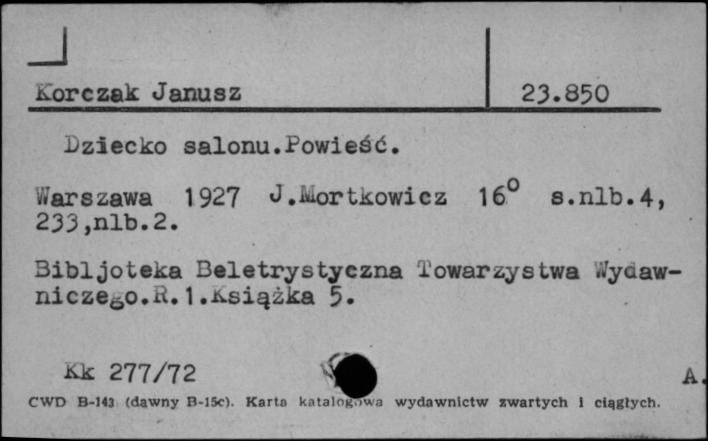 Korczak Janusz 23.850
Dziecko salonu.Powieść.
Warszawa 1927 J.Mortkowicz 16° s.nlb.4,
233,nlb.2.
Bibljoteka Beletrystyczna Towarzystwa Wydaw-
niczego.R.1.Książka 5.
Kk 277/72 A.
CWD B-143 (dawny B-15c). Karta katalogowa wydawnictw zwartych i ciągłych.